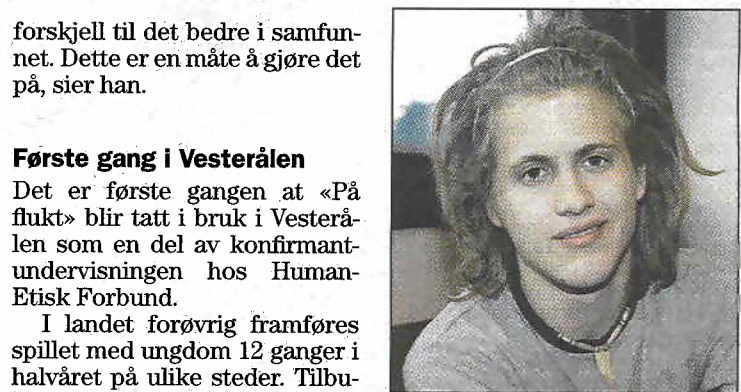 forskjell til det bedre i samfun-
net. Dette er en måte å gjøre det
på, sier han.
Første gang i Vesterålen
Det er første gangen at «På
flukt» blir tatt i bruk i Vesterå-
len som en del av konfirmant-
undervisningen hos Human-
Etisk Forbund.
I landet forøvrig framføres
spillet med ungdom 12 ganger i
halvåret på ulike steder. Tilbu-